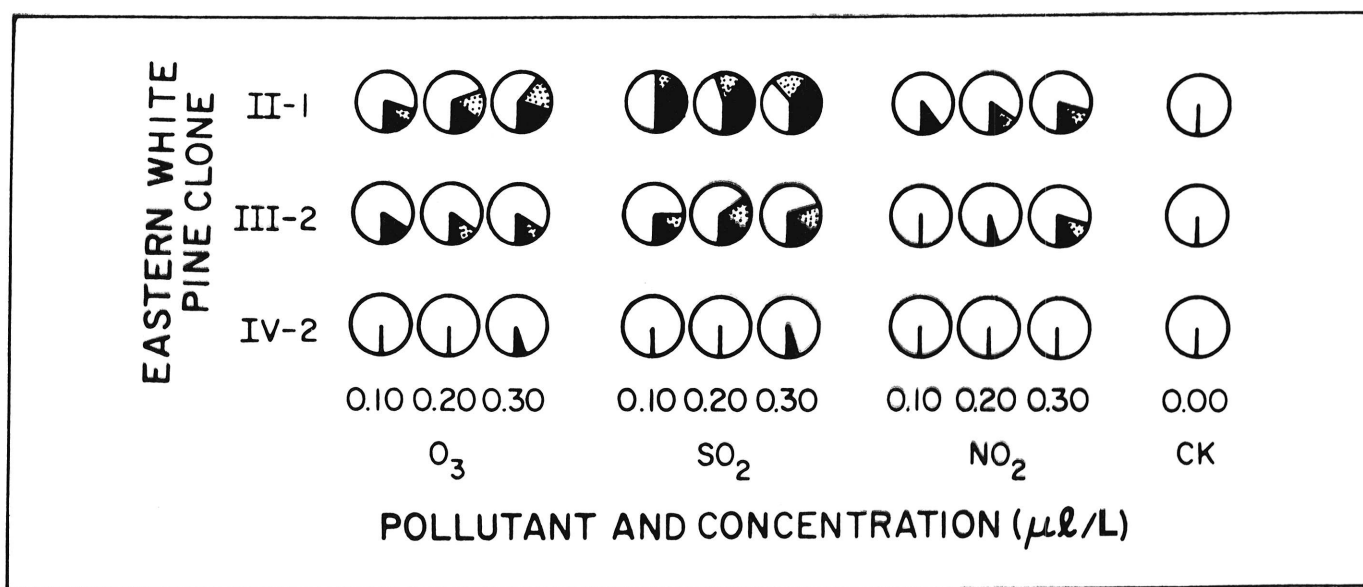 EASTERN WHITE
PINE CLONE
II-1
III-2
IV-2
0.10 0.20 0.30 0.10 0.20 0.30 0.10 0.20 0.30 0.00
O₃ SO₂ NO₂ CK
POLLUTANT AND CONCENTRATION (μℓ/L)